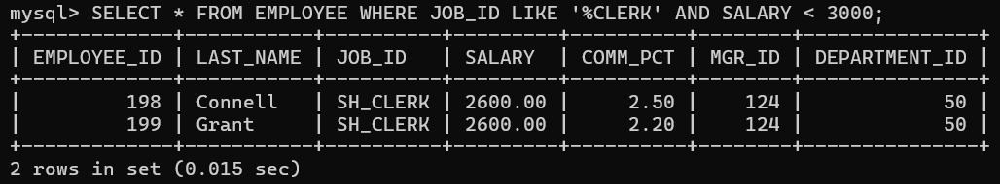 mysql> SELECT * FROM EMPLOYEE WHERE JOB_ID LIKE '%CLERK' AND SALARY < 3000;
+-------------+-----------+----------+---------+----------+--------+---------------+
| EMPLOYEE_ID | LAST_NAME | JOB_ID   | SALARY  | COMM_PCT | MGR_ID | DEPARTMENT_ID |
+-------------+-----------+----------+---------+----------+--------+---------------+
|         198 | Connell   | SH_CLERK | 2600.00 |     2.50 |    124 |            50 |
|         199 | Grant     | SH_CLERK | 2600.00 |     2.20 |    124 |            50 |
+-------------+-----------+----------+---------+----------+--------+---------------+
2 rows in set (0.015 sec)